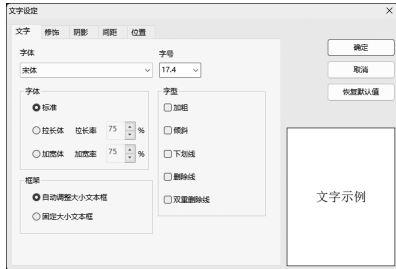 文字设定
文字 修饰 阴影 间距 位置
字体 字号
宋体 17.4
确定
取消
恢复默认值
字体
标准
拉长体 拉长率 75 %
加宽体 加宽率 75 %
框架
自动调整大小文本框
固定大小文本框
字型
加粗
倾斜
下划线
删除线
双重删除线
文字示例